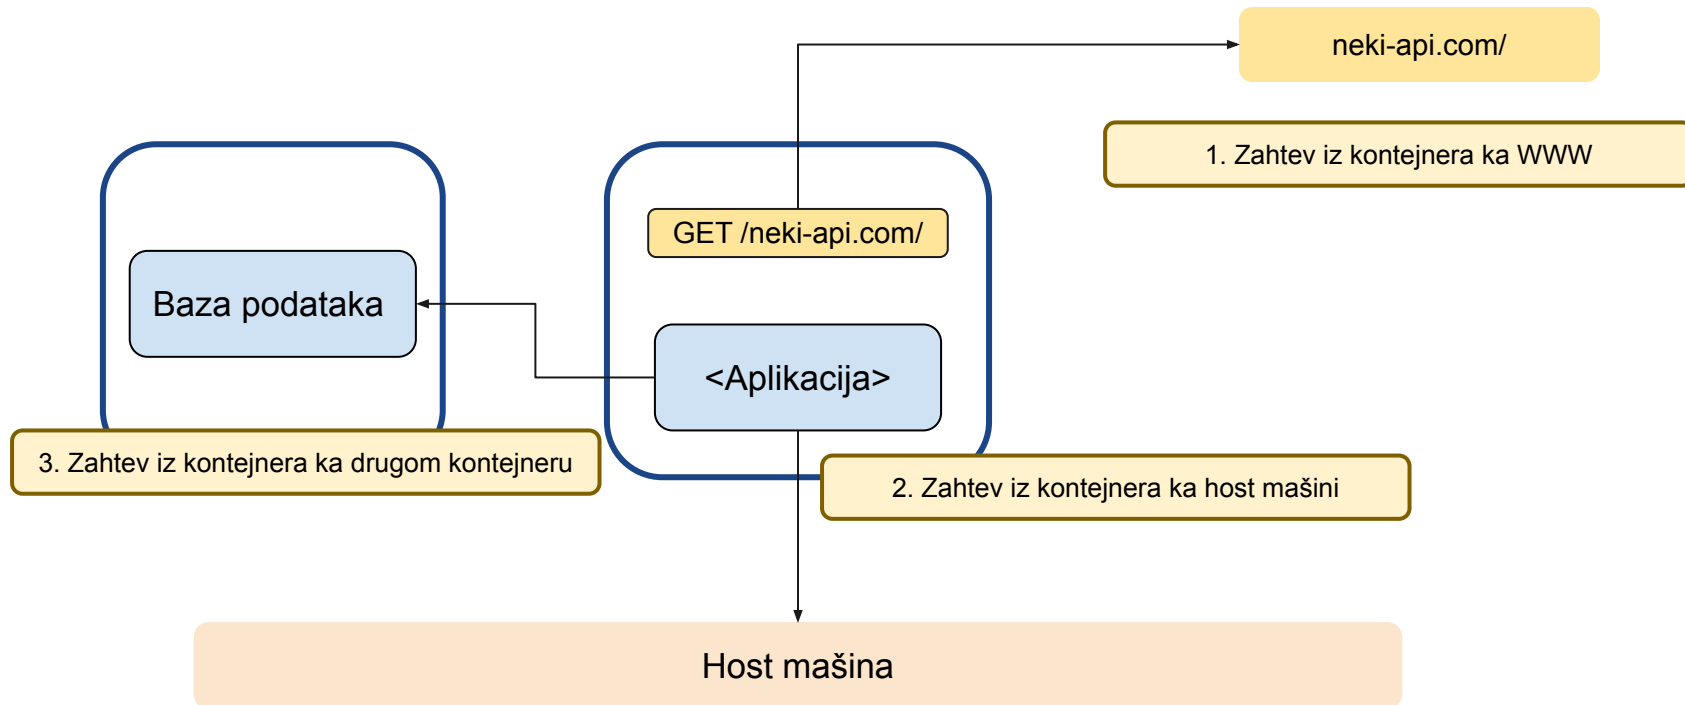 neki-api.com/
1. Zahtev iz kontejnera ka WWW
GET /neki-api.com/
Baza podataka
<Aplikacija>
3. Zahtev iz kontejnera ka drugom kontejneru
2. Zahtev iz kontejnera ka host mašini
Host mašina